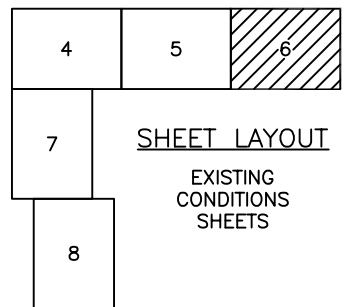 4 5 6
7
SHEET LAYOUT
EXISTING
CONDITIONS
SHEETS
8